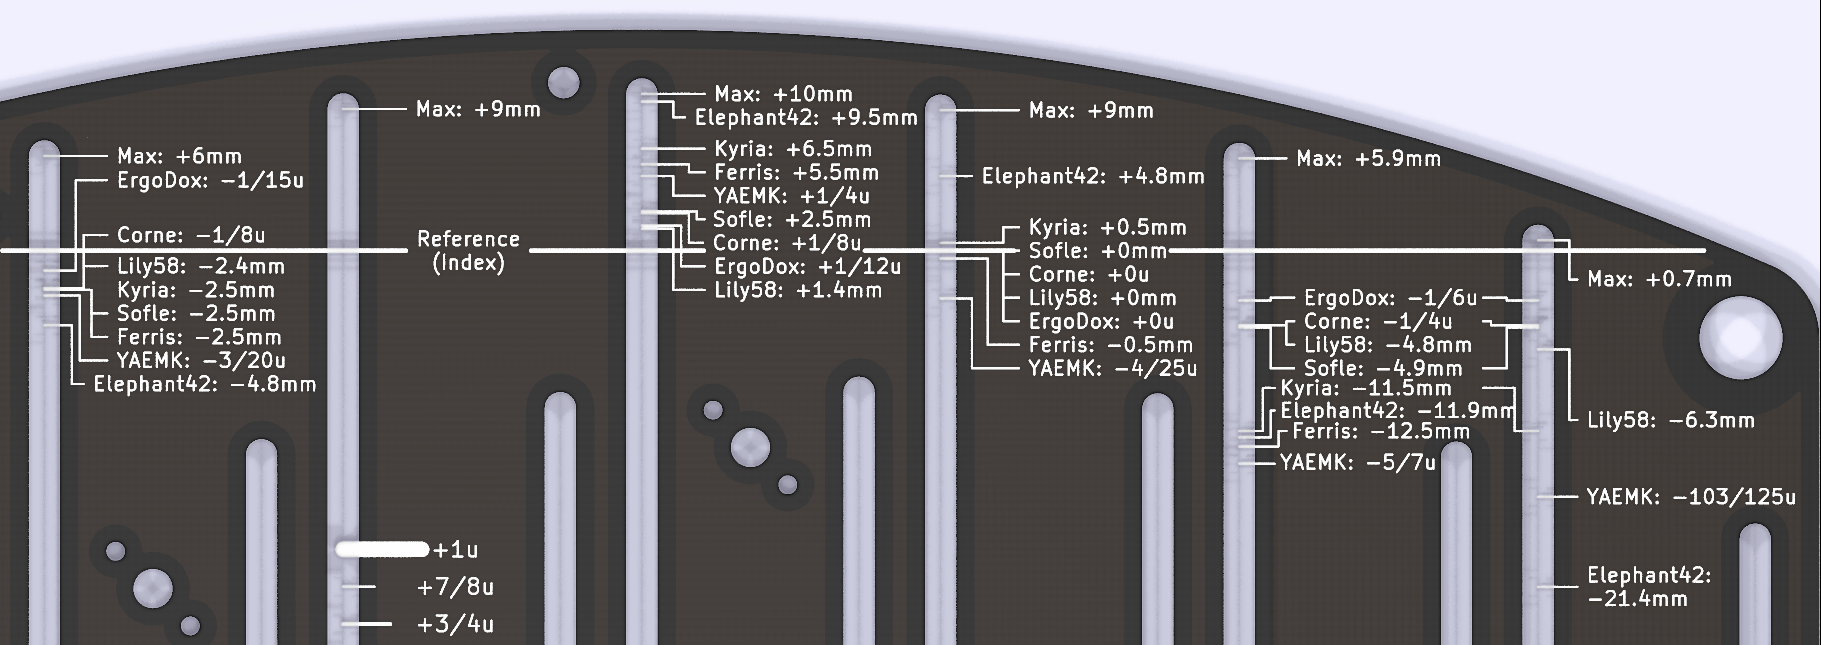 Max: +6mm
ErgoDox: -1/15u
Corne: -1/8u
Lily58: -2.4mm
Kyria: -2.5mm
Sofle: -2.5mm
Ferris: -2.5mm
YAEMK: -3/20u
Elephant42: -4.8mm
Max: +9mm
Reference
(Index)
+1u
+7/8u
+3/4u
Max: +10mm
Elephant42: +9.5mm
Kyria: +6.5mm
Ferris: +5.5mm
YAEMK: +1/4u
Sofle: +2.5mm
Corne: +1/8u
ErgoDox: +1/12u
Lily58: +1.4mm
Max: +9mm
Elephant42: +4.8mm
Kyria: +0.5mm
Sofle: +0mm
Corne: +0u
Lily58: +0mm
ErgoDox: +0u
Ferris: -0.5mm
YAEMK: -4/25u
Max: +5.9mm
ErgoDox: -1/6u
Corne: -1/4u
Lily58: -4.8mm
Sofle: -4.9mm
Kyria: -11.5mm
Elephant42: -11.9mm
Ferris: -12.5mm
YAEMK: -5/7u
Max: +0.7mm
Lily58: -6.3mm
YAEMK: -103/125u
Elephant42:
-21.4mm